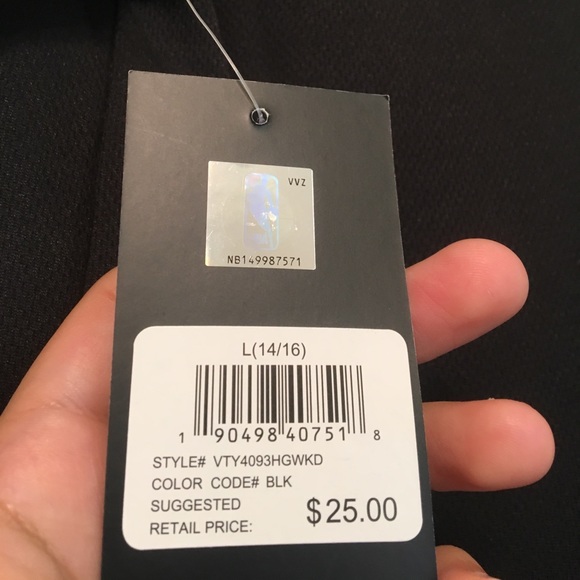 VVZ
NB149987571
L(14/16)
1 90498 40751 8
STYLE# VTY4093HGWKD
COLOR CODE# BLK
SUGGESTED
RETAIL PRICE: $25.00